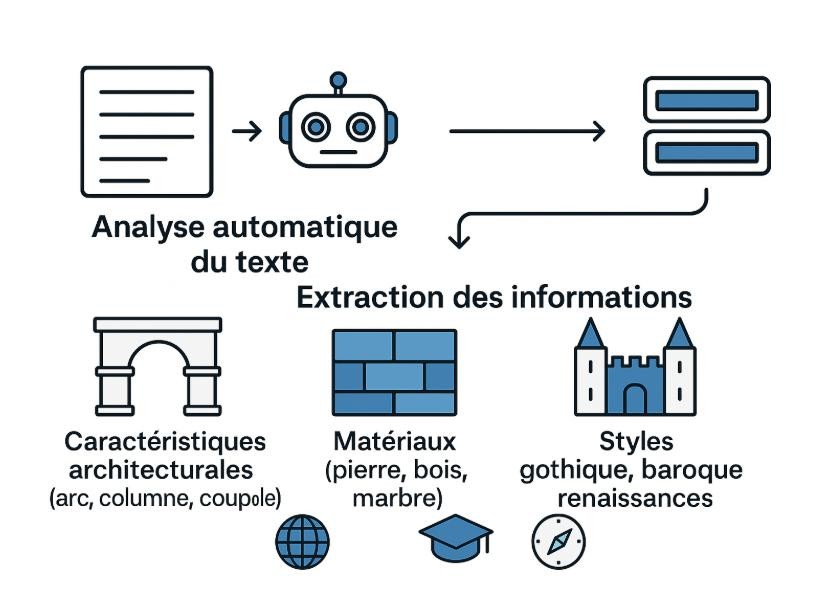 Analyse automatique
du texte
Extraction des informations
Caractéristiques
architecturales
(arc, columne, coupole)
Matériaux
(pierre, bois,
marbre)
Styles
gothique, baroque
renaissances